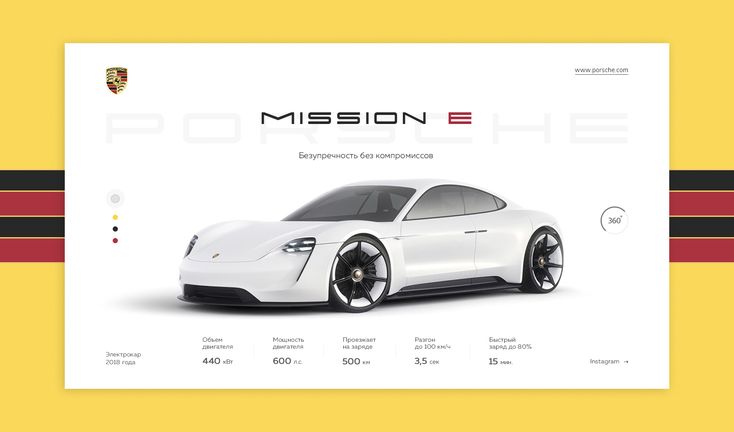 www.porsche.com
PORSCHE
MISSION E
Безупречность без компромиссов
360°
Электрокар
2018 года
Объем
двигателя
440 кВт
Мощность
двигателя
600 л.с.
Проезжает
на заряде
500 км
Разгон
до 100 км/ч
3,5 сек
Быстрый
заряд до 80%
15 мин.
Instagram →